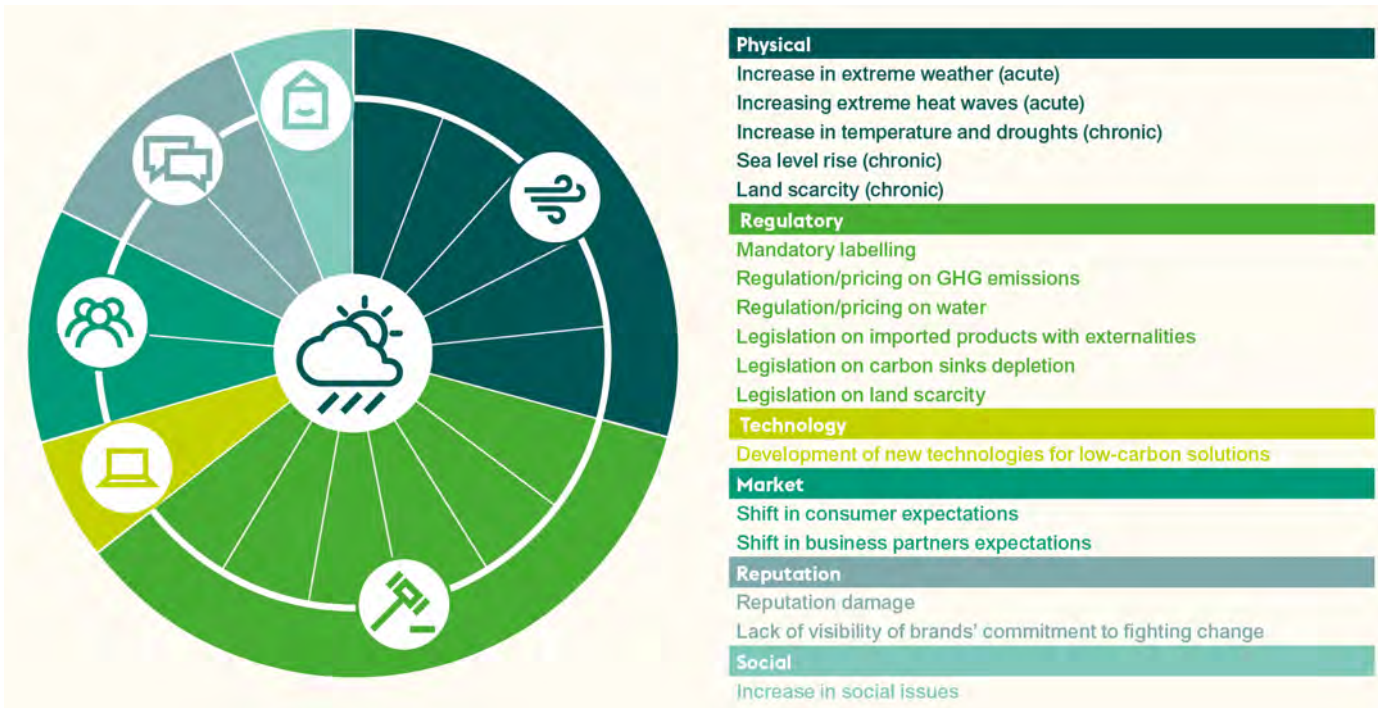 Physical
Increase in extreme weather (acute)
Increasing extreme heat waves (acute)
Increase in temperature and droughts (chronic)
Sea level rise (chronic)
Land scarcity (chronic)
Regulatory
Mandatory labelling
Regulation/pricing on GHG emissions
Regulation/pricing on water
Legislation on imported products with externalities
Legislation on carbon sinks depletion
Legislation on land scarcity
Technology
Development of new technologies for low-carbon solutions
Market
Shift in consumer expectations
Shift in business partners expectations
Reputation
Reputation damage
Lack of visibility of brands' commitment to fighting change
Social
Increase in social issues